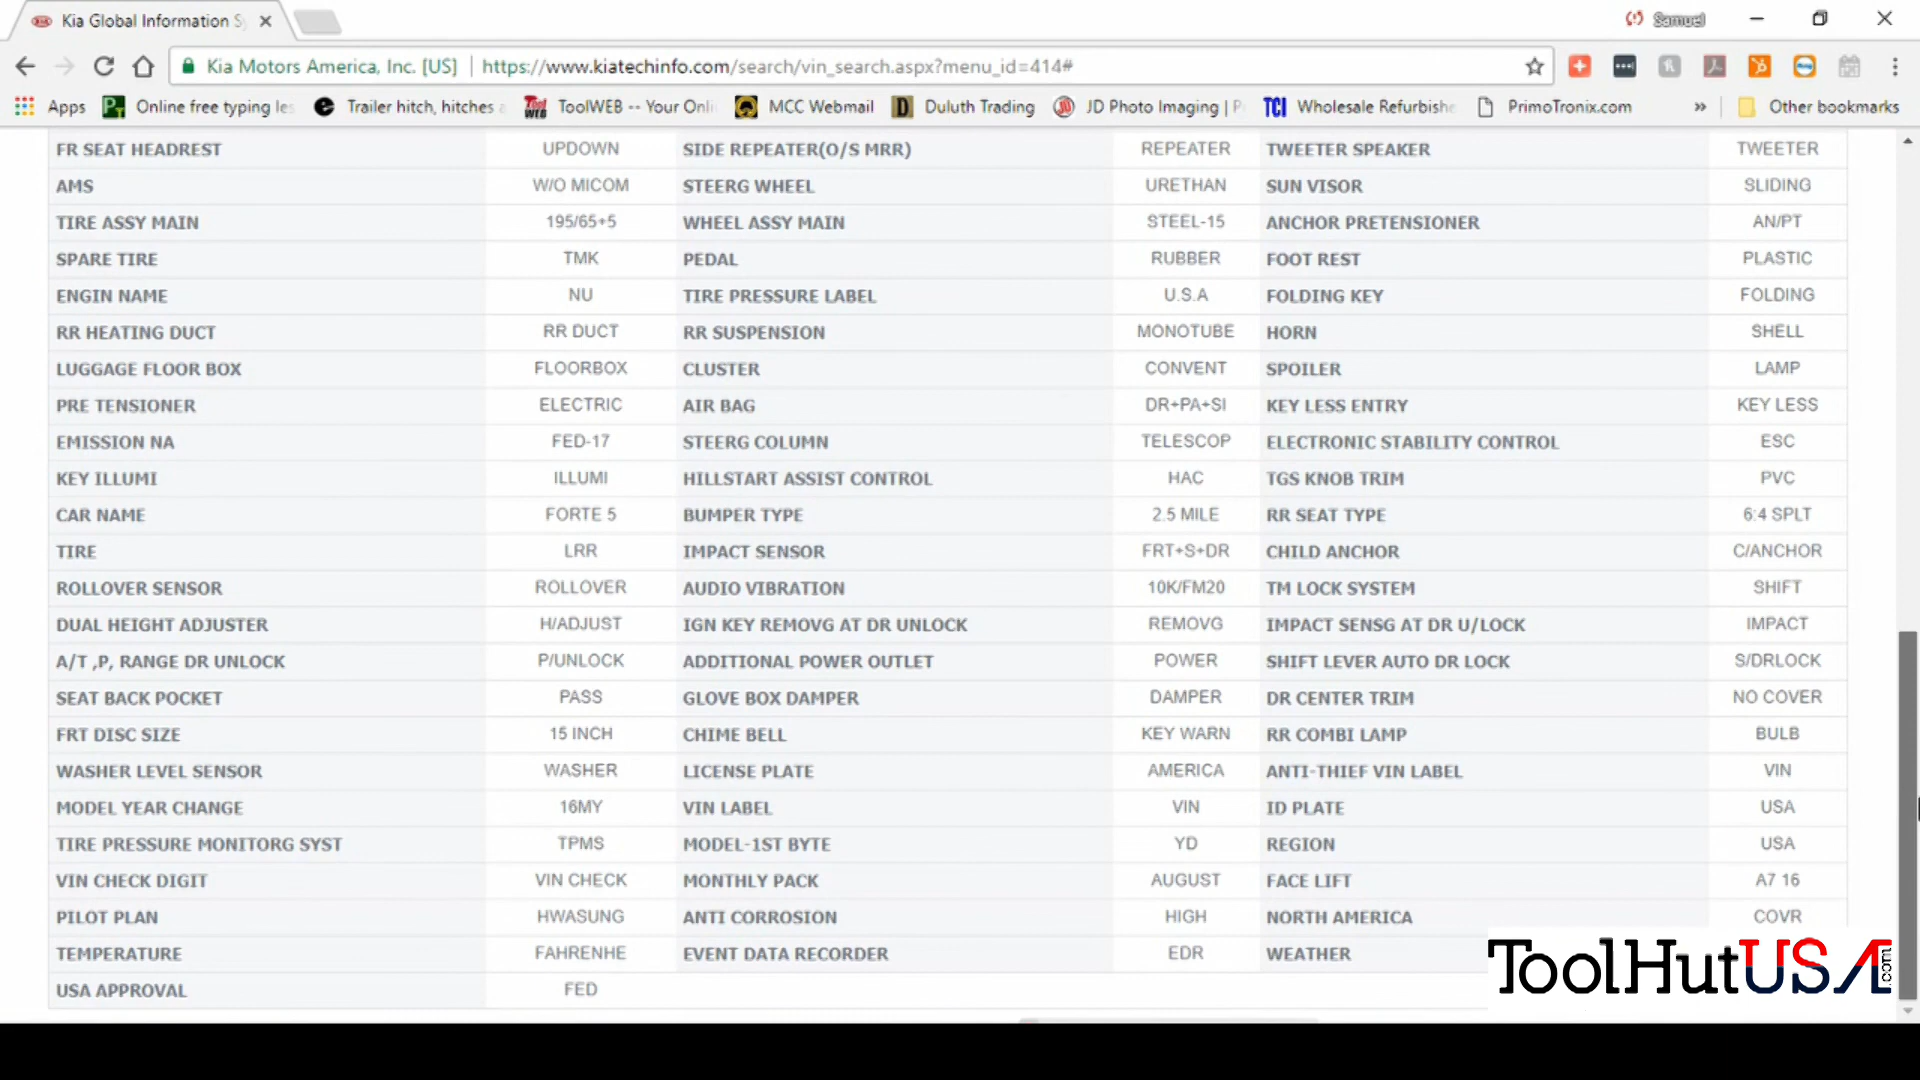 Kia Global Information S
Samuel
Kia Motors America, Inc. [US] | https://www.kiatechinfo.com/search/vin_search.aspx?menu_id=414#
Apps Online free typing les Trailer hitch, hitches ToolWEB -- Your Onli MCC Webmail Duluth Trading JD Photo Imaging | P TCI Wholesale Refurbishe PrimoTronix.com » Other bookmarks
FR SEAT HEADREST UPDOWN SIDE REPEATER(O/S MRR) REPEATER TWEETER SPEAKER TWEETER
AMS W/O MICOM STEERG WHEEL URETHAN SUN VISOR SLIDING
TIRE ASSY MAIN 195/65+5 WHEEL ASSY MAIN STEEL-15 ANCHOR PRETENSIONER AN/PT
SPARE TIRE TMK PEDAL RUBBER FOOT REST PLASTIC
ENGIN NAME NU TIRE PRESSURE LABEL U.S.A FOLDING KEY FOLDING
RR HEATING DUCT RR DUCT RR SUSPENSION MONOTUBE HORN SHELL
LUGGAGE FLOOR BOX FLOORBOX CLUSTER CONVENT SPOILER LAMP
PRE TENSIONER ELECTRIC AIR BAG DR+PA+SI KEY LESS ENTRY KEY LESS
EMISSION NA FED-17 STEERG COLUMN TELESCOP ELECTRONIC STABILITY CONTROL ESC
KEY ILLUMI ILLUMI HILLSTART ASSIST CONTROL HAC TGS KNOB TRIM PVC
CAR NAME FORTE 5 BUMPER TYPE 2.5 MILE RR SEAT TYPE 6:4 SPLT
TIRE LRR IMPACT SENSOR FRT+S+DR CHILD ANCHOR C/ANCHOR
ROLLOVER SENSOR ROLLOVER AUDIO VIBRATION 10K/FM20 TM LOCK SYSTEM SHIFT
DUAL HEIGHT ADJUSTER H/ADJUST IGN KEY REMOVG AT DR UNLOCK REMOVG IMPACT SENSG AT DR U/LOCK IMPACT
A/T ,P, RANGE DR UNLOCK P/UNLOCK ADDITIONAL POWER OUTLET POWER SHIFT LEVER AUTO DR LOCK S/DRLOCK
SEAT BACK POCKET PASS GLOVE BOX DAMPER DAMPER DR CENTER TRIM NO COVER
FRT DISC SIZE 15 INCH CHIME BELL KEY WARN RR COMBI LAMP BULB
WASHER LEVEL SENSOR WASHER LICENSE PLATE AMERICA ANTI-THIEF VIN LABEL VIN
MODEL YEAR CHANGE 16MY VIN LABEL VIN ID PLATE USA
TIRE PRESSURE MONITORG SYST TPMS MODEL-1ST BYTE YD REGION USA
VIN CHECK DIGIT VIN CHECK MONTHLY PACK AUGUST FACE LIFT A7 16
PILOT PLAN HWASUNG ANTI CORROSION HIGH NORTH AMERICA COVR
TEMPERATURE FAHRENHE EVENT DATA RECORDER EDR WEATHER
USA APPROVAL FED
ToolHutUSA.com